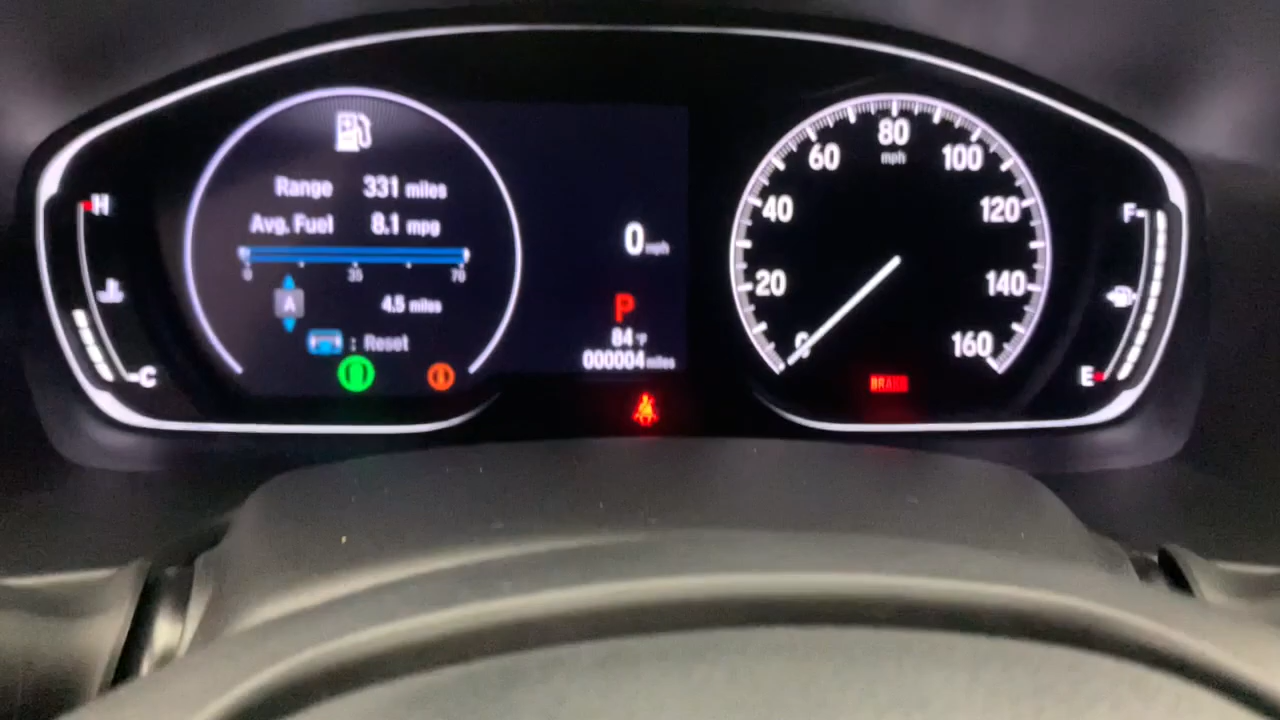 H
C
Range 331 miles
Avg. Fuel 8.1 mpg
0 35 70
A 4.5 miles
: Reset
0 mph
P
84 °F
000004 miles
0 20 40 60 80 100 120 140 160
mph
BRAKE
F
E